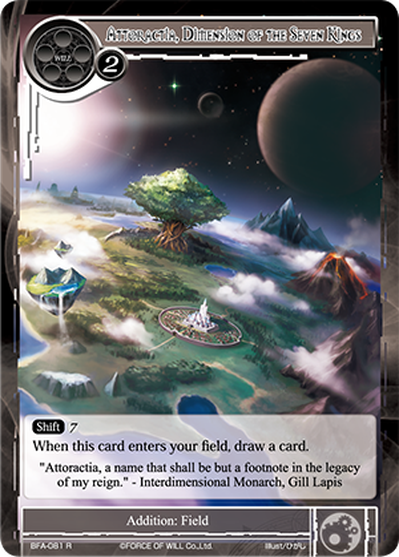 Attoractia, Dimension of the Seven Kings
WILL
2
Shift 7
When this card enters your field, draw a card.
"Attoractia, a name that shall be but a footnote in the legacy
of my reign." - Interdimensional Monarch, Gill Lapis
Addition: Field
BFA-081 R ©FORCE OF WILL Co.,Ltd. Illust/